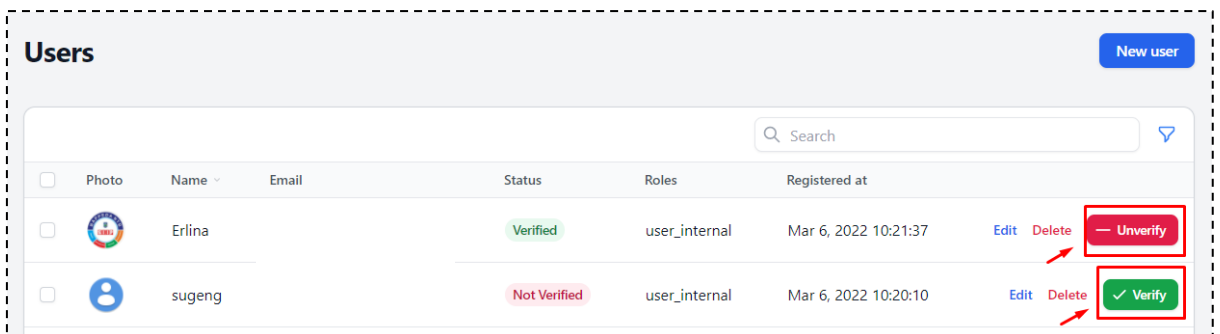 Users
New user
Search
Photo Name Email Status Roles Registered at
Erlina Verified user_internal Mar 6, 2022 10:21:37 Edit Delete Unverify
sugeng Not Verified user_internal Mar 6, 2022 10:20:10 Edit Delete Verify